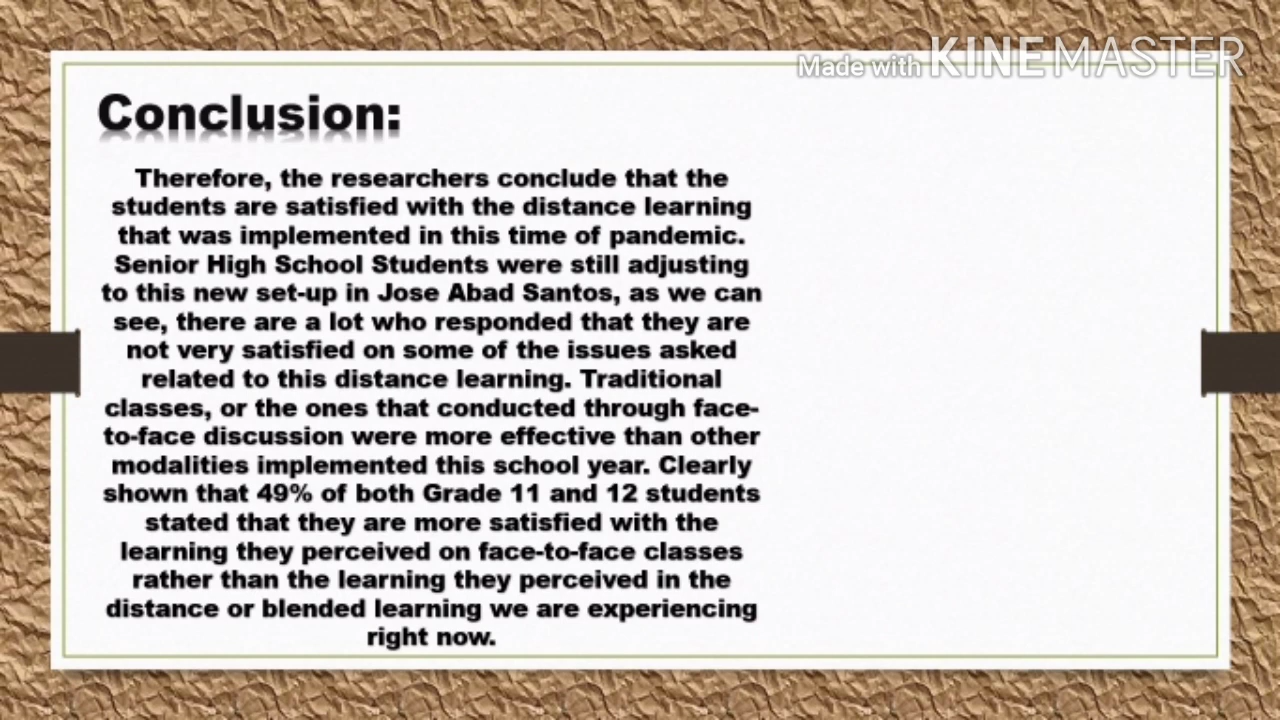 Made with KINEMASTER
Conclusion:
Therefore, the researchers conclude that the
students are satisfied with the distance learning
that was implemented in this time of pandemic.
Senior High School Students were still adjusting
to this new set-up in Jose Abad Santos, as we can
see, there are a lot who responded that they are
not very satisfied on some of the issues asked
related to this distance learning. Traditional
classes, or the ones that conducted through face-
to-face discussion were more effective than other
modalities implemented this school year. Clearly
shown that 49% of both Grade 11 and 12 students
stated that they are more satisfied with the
learning they perceived on face-to-face classes
rather than the learning they perceived in the
distance or blended learning we are experiencing
right now.